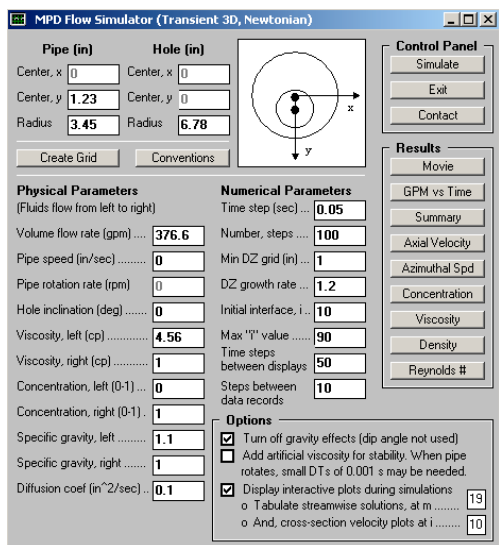 MPD Flow Simulator (Transient 3D, Newtonian)
Pipe (in) Hole (in)
Center, x 0 Center, x 0
Center, y 1.23 Center, y 0
Radius 3.45 Radius 6.78
Create Grid Conventions
x
y
Physical Parameters
(Fluids flow from left to right)
Volume flow rate (gpm) 376.6
Pipe speed (in/sec) ........ 0
Pipe rotation rate (rpm) 0
Hole inclination (deg) ..... 0
Viscosity, left (cp) ........... 4.56
Viscosity, right (cp) ......... 1
Concentration, left (0-1) ... 0
Concentration, right (0-1) . 1
Specific gravity, left ......... 1.1
Specific gravity, right ....... 1
Diffusion coef (in^2/sec) .. 0.1
Numerical Parameters
Time step (sec) ... 0.05
Number, steps .... 100
Min DZ grid (in) ... 1
DZ growth rate ... 1.2
Initial interface, i .. 10
Max "i" value ...... 90
Time steps
between displays 50
Steps between
data records 10
Control Panel
Simulate
Exit
Contact
Results
Movie
GPM vs Time
Summary
Axial Velocity
Azimuthal Spd
Concentration
Viscosity
Density
Reynolds #
Options
Turn off gravity effects (dip angle not used)
Add artificial viscosity for stability. When pipe
rotates, small DTs of 0.001 s may be needed.
Display interactive plots during simulations
o Tabulate streamwise solutions, at m ........ 19
o And, cross-section velocity plots at i ........ 10